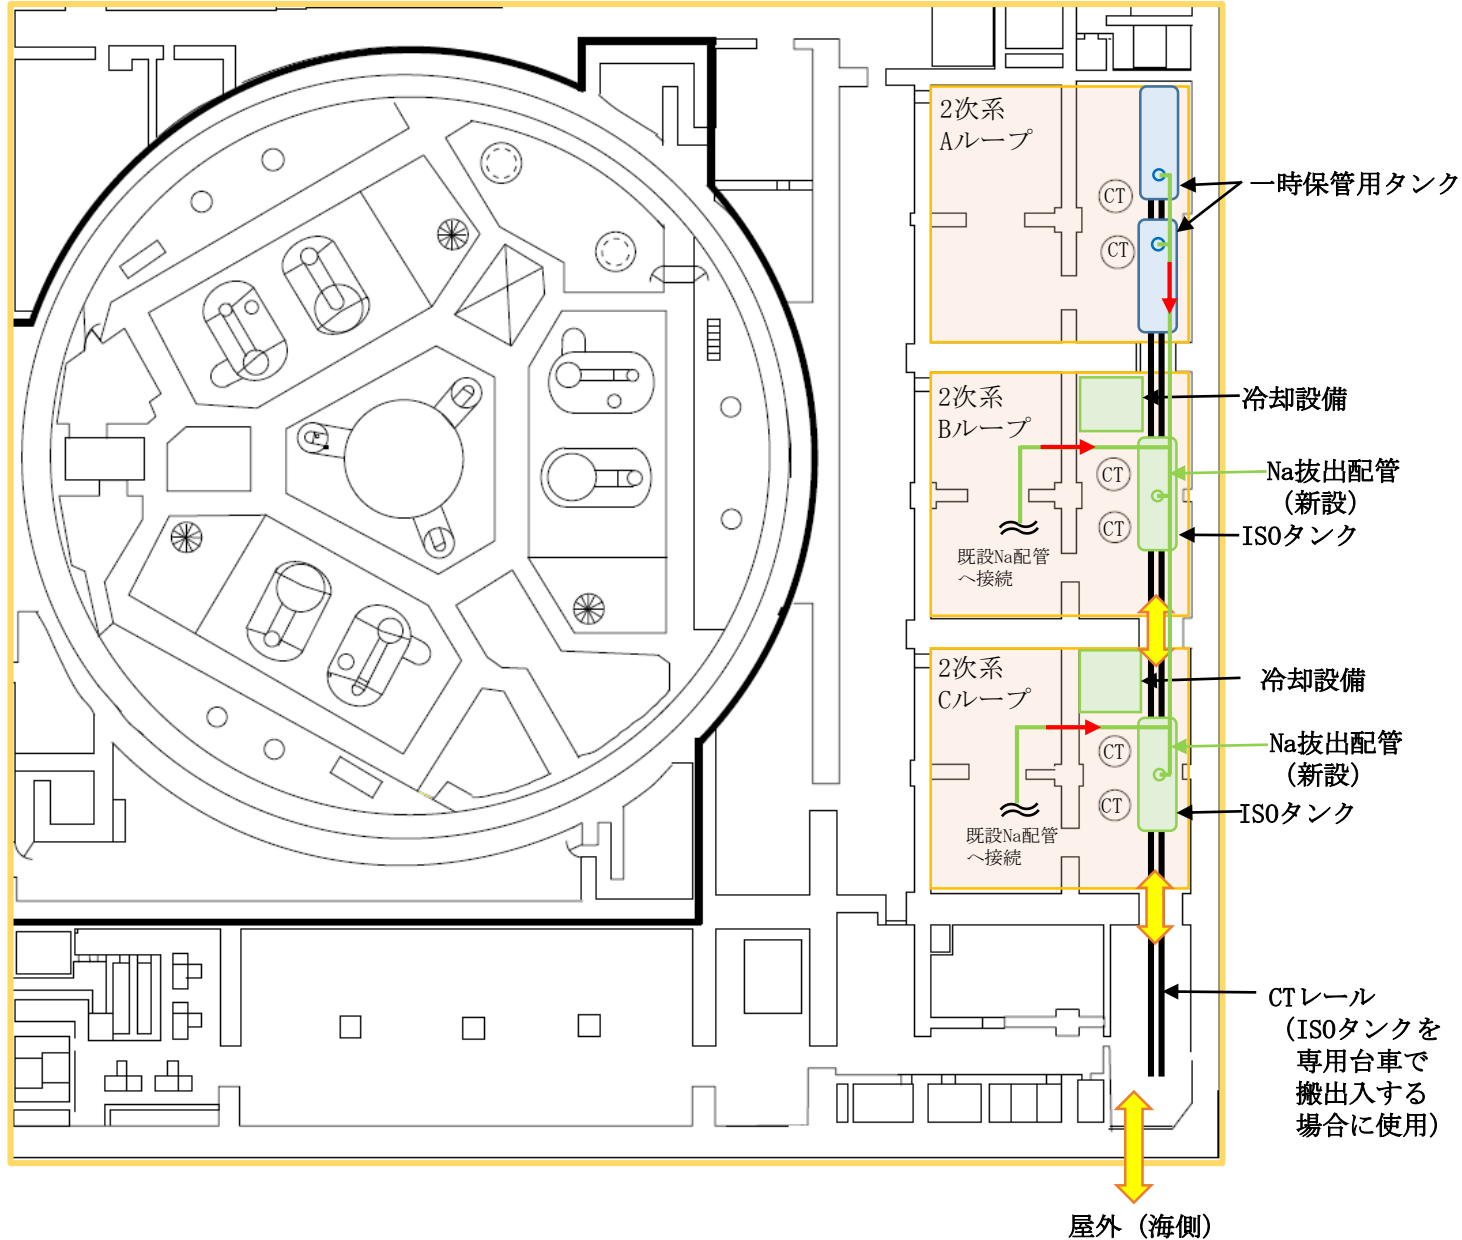 2次系
Aループ
CT
CT
一時保管用タンク
2次系
Bループ
CT
CT
冷却設備
Na抜出配管
（新設）
ISOタンク
既設Na配管
へ接続
2次系
Cループ
CT
CT
冷却設備
Na抜出配管
（新設）
ISOタンク
既設Na配管
へ接続
CTレール
（ISOタンクを
専用台車で
搬出入する
場合に使用）
屋外（海側）